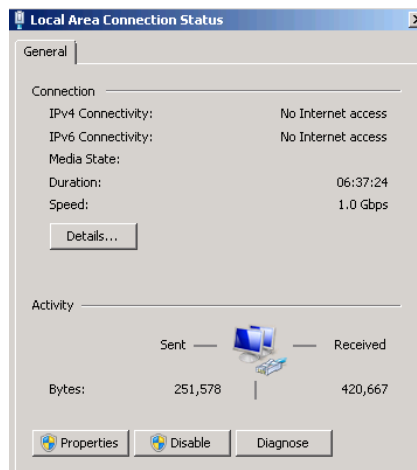 Local Area Connection Status
General
Connection
IPv4 Connectivity: No Internet access
IPv6 Connectivity: No Internet access
Media State:
Duration: 06:37:24
Speed: 1.0 Gbps
Details...
Activity
Sent Received
Bytes: 251,578 420,667
Properties Disable Diagnose